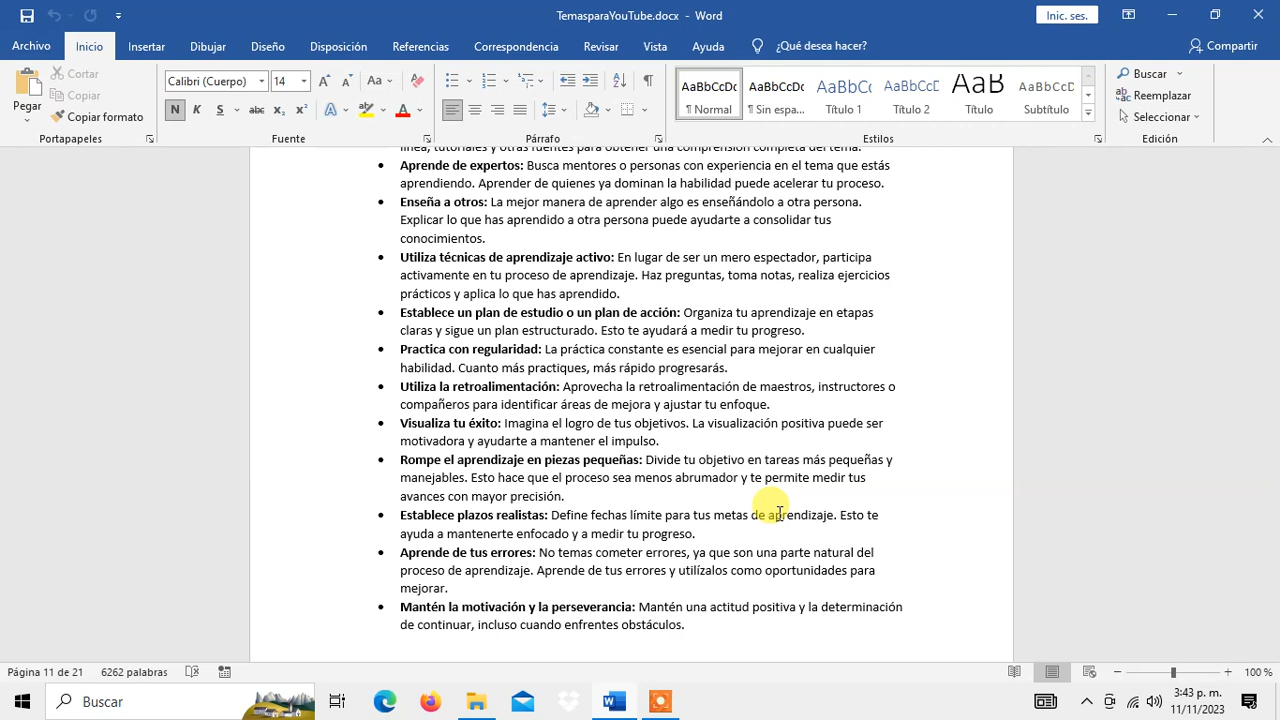 TemasparaYouTube.docx - Word
Inic. ses.
Archivo Inicio Insertar Dibujar Diseño Disposición Referencias Correspondencia Revisar Vista Ayuda ¿Qué desea hacer? Compartir
Pegar
Cortar
Copiar
Copiar formato
Portapapeles
Calibri (Cuerpo) 14
N K S abc
Fuente
Párrafo
AaBbCcDc AaBbCcDc AaBbCcD AaBbCcD AaB AaBbCcD
¶ Normal ¶ Sin espa... Título 1 Título 2 Título Subtítulo
Estilos
Buscar
Reemplazar
Seleccionar
Edición
línea, tutoriales y otras fuentes para obtener una comprensión completa del tema.
• Aprende de expertos: Busca mentores o personas con experiencia en el tema que estás
aprendiendo. Aprender de quienes ya dominan la habilidad puede acelerar tu proceso.
• Enseña a otros: La mejor manera de aprender algo es enseñándolo a otra persona.
Explicar lo que has aprendido a otra persona puede ayudarte a consolidar tus
conocimientos.
• Utiliza técnicas de aprendizaje activo: En lugar de ser un mero espectador, participa
activamente en tu proceso de aprendizaje. Haz preguntas, toma notas, realiza ejercicios
prácticos y aplica lo que has aprendido.
• Establece un plan de estudio o un plan de acción: Organiza tu aprendizaje en etapas
claras y sigue un plan estructurado. Esto te ayudará a medir tu progreso.
• Practica con regularidad: La práctica constante es esencial para mejorar en cualquier
habilidad. Cuanto más practiques, más rápido progresarás.
• Utiliza la retroalimentación: Aprovecha la retroalimentación de maestros, instructores o
compañeros para identificar áreas de mejora y ajustar tu enfoque.
• Visualiza tu éxito: Imagina el logro de tus objetivos. La visualización positiva puede ser
motivadora y ayudarte a mantener el impulso.
• Rompe el aprendizaje en piezas pequeñas: Divide tu objetivo en tareas más pequeñas y
manejables. Esto hace que el proceso sea menos abrumador y te permite medir tus
avances con mayor precisión.
• Establece plazos realistas: Define fechas límite para tus metas de aprendizaje. Esto te
ayuda a mantenerte enfocado y a medir tu progreso.
• Aprende de tus errores: No temas cometer errores, ya que son una parte natural del
proceso de aprendizaje. Aprende de tus errores y utilízalos como oportunidades para
mejorar.
• Mantén la motivación y la perseverancia: Mantén una actitud positiva y la determinación
de continuar, incluso cuando enfrentes obstáculos.
Página 11 de 21 6262 palabras 100 %
Buscar
3:43 p. m.
11/11/2023